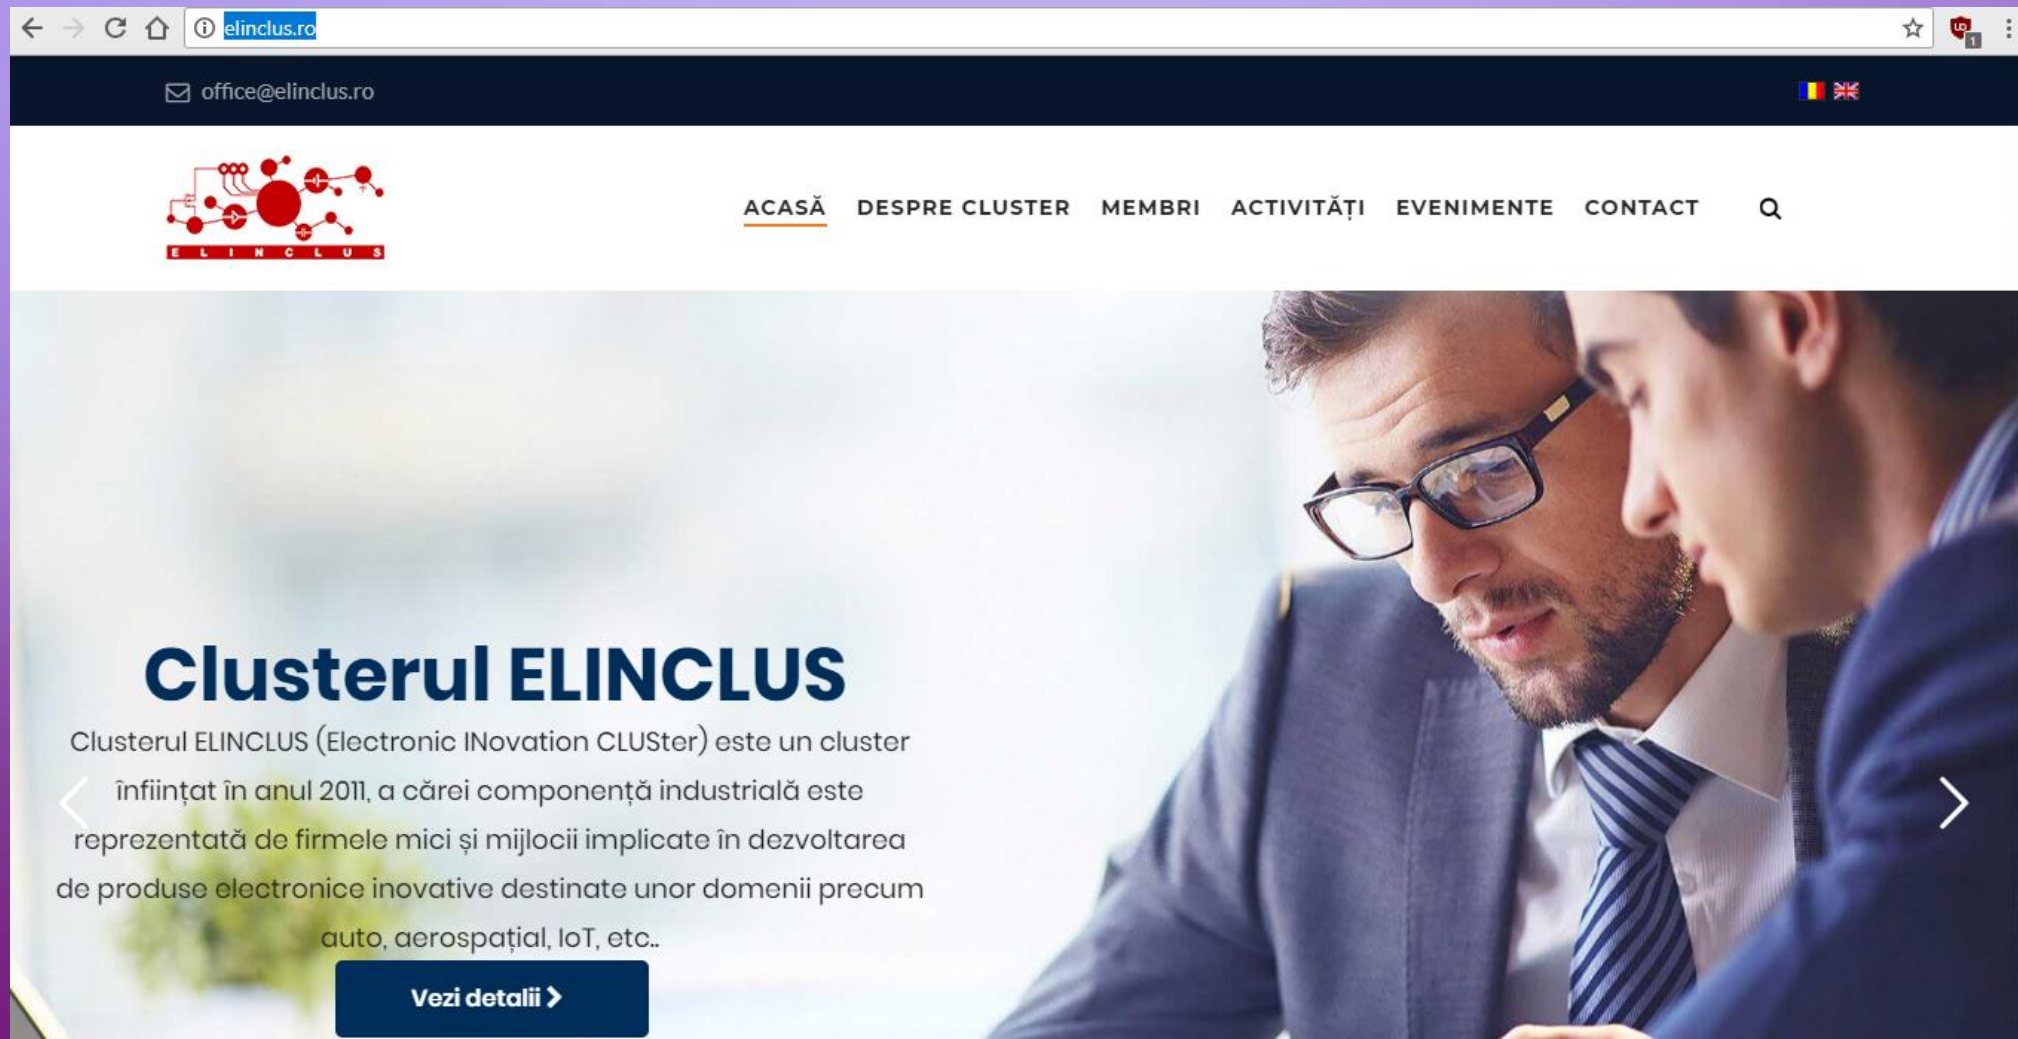 elinclus.ro
office@elinclus.ro
ELINCLUS
ACASĂ DESPRE CLUSTER MEMBRI ACTIVITĂȚI EVENIMENTE CONTACT
Clusterul ELINCLUS
Clusterul ELINCLUS (Electronic INovation CLUSter) este un cluster
înființat în anul 2011, a cărei componență industrială este
reprezentată de firmele mici și mijlocii implicate în dezvoltarea
de produse electronice inovative destinate unor domenii precum
auto, aerospațial, IoT, etc..
Vezi detalii
1